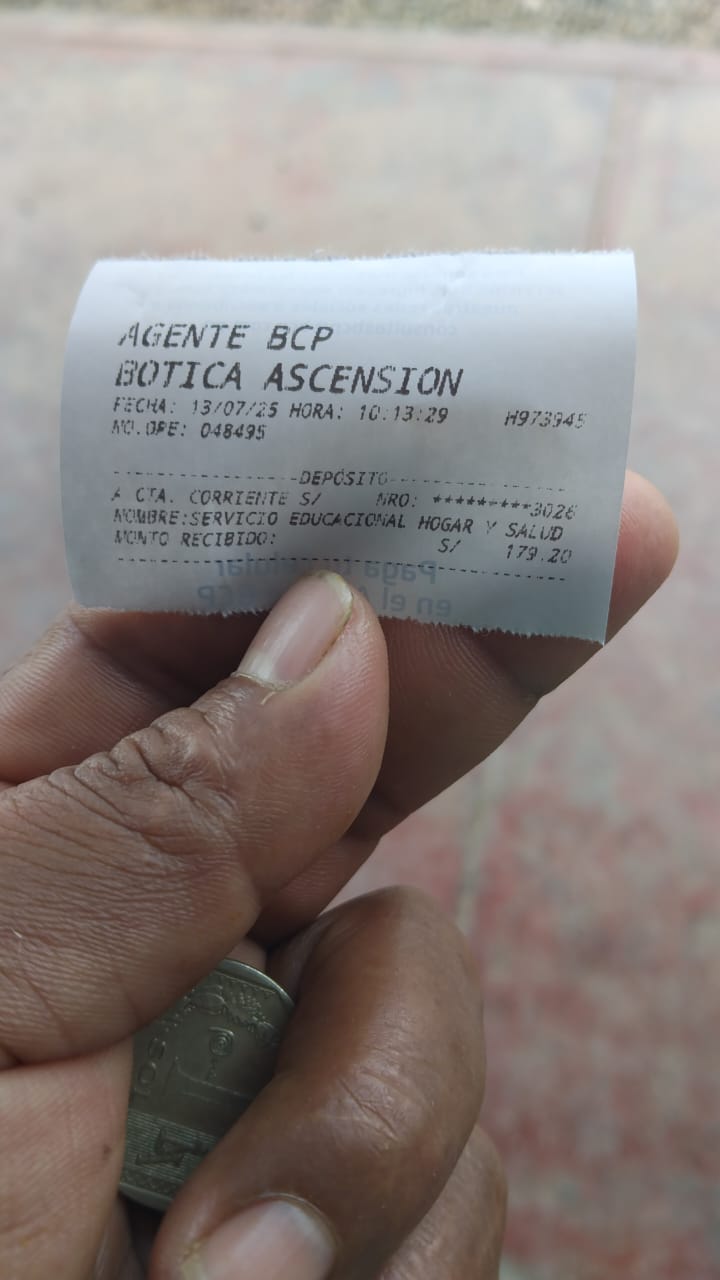 AGENTE BCP
BOTICA ASCENSION
FECHA: 13/07/25 HORA: 10:13:29 H973945
NO.OPE: 048495
--------------------DEPÓSITO--------------------
A CTA. CORRIENTE S/ NRO: *********3026
NOMBRE:SERVICIO EDUCACIONAL HOGAR Y SALUD
MONTO RECIBIDO: S/ 179.20